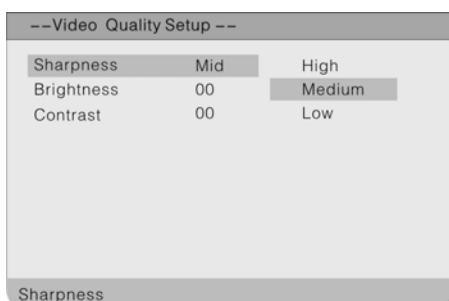 --Video Quality Setup --
Sharpness Mid High
Brightness 00 Medium
Contrast 00 Low
Sharpness